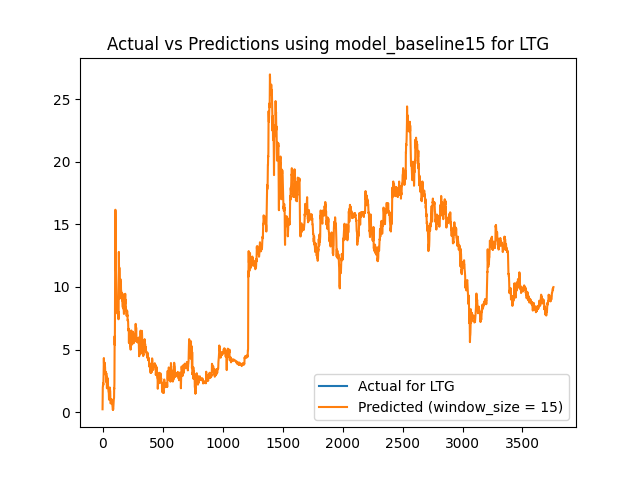 Actual vs Predictions using model_baseline15 for LTG
25
20
15
10
5
0
0 500 1000 1500 2000 2500 3000 3500
Actual for LTG
Predicted (window_size = 15)